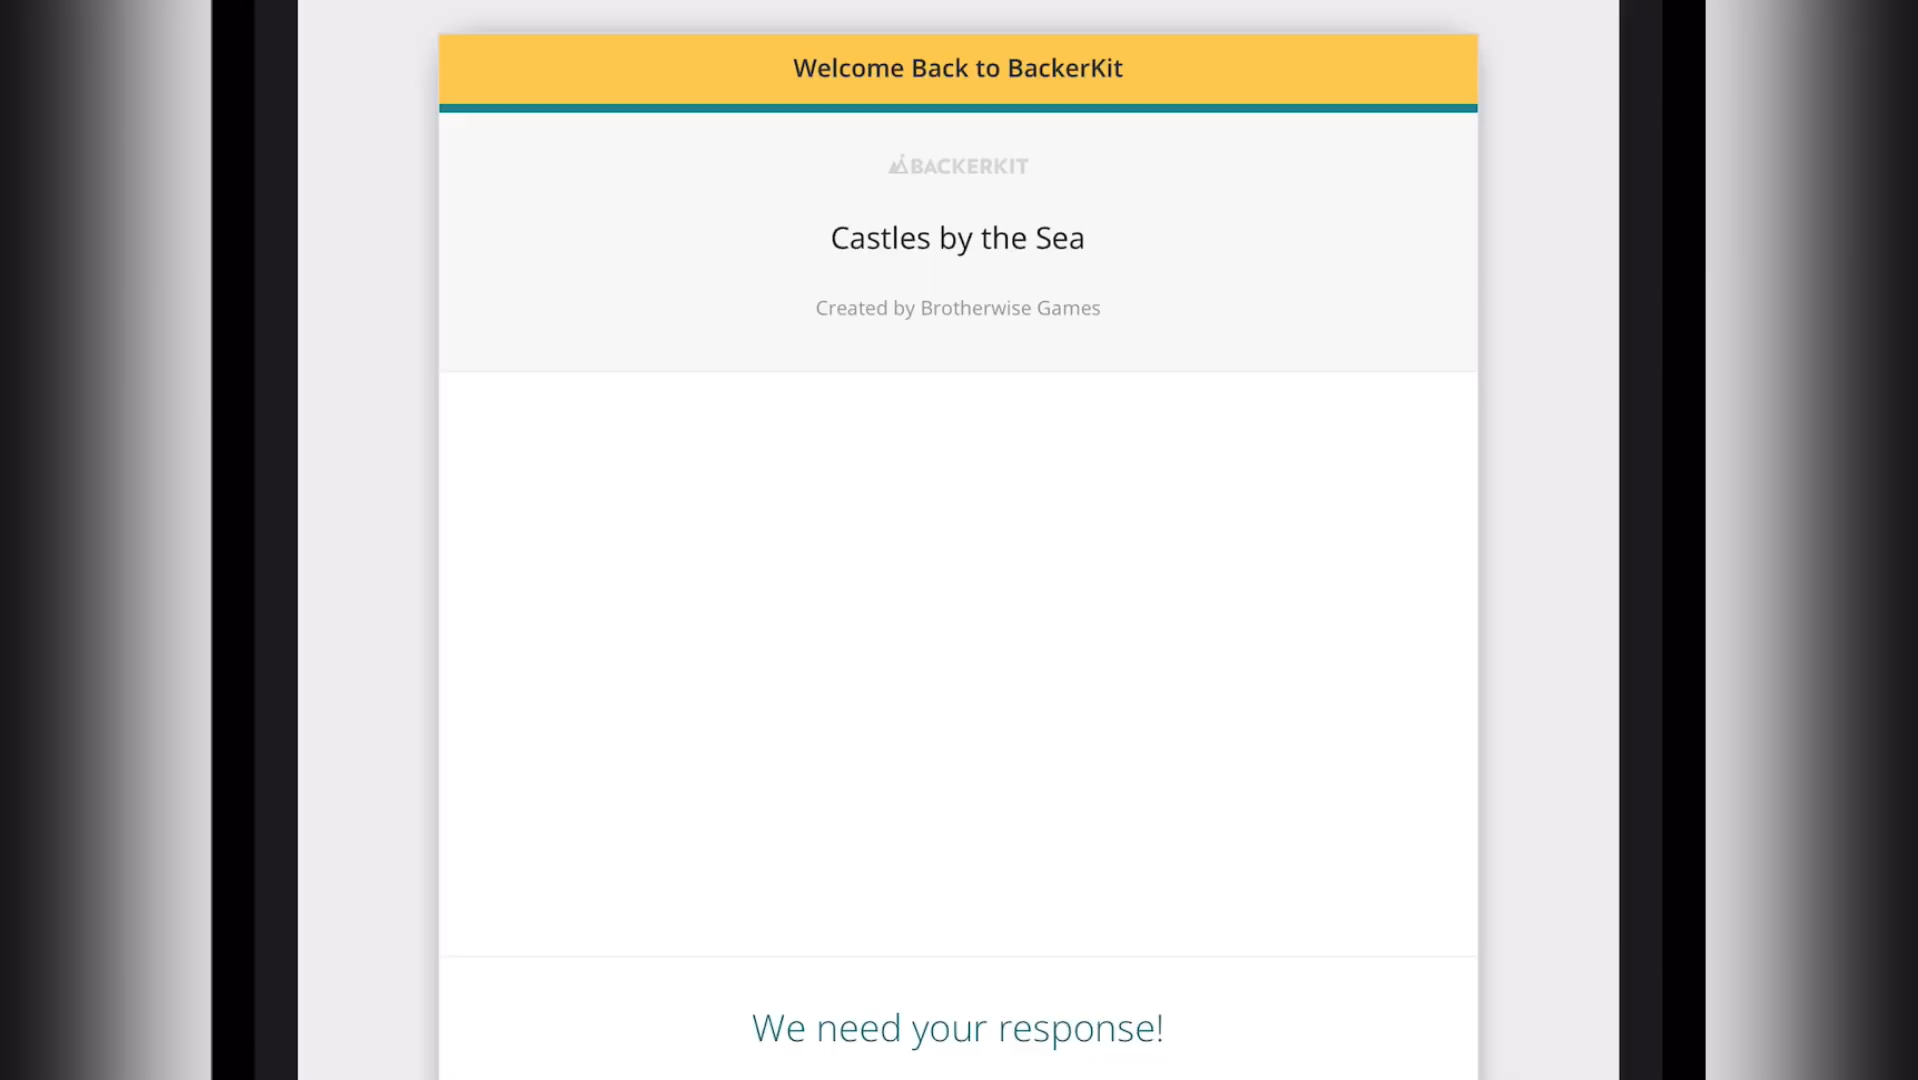 Welcome Back to BackerKit
BACKERKIT
Castles by the Sea
Created by Brotherwise Games
We need your response!